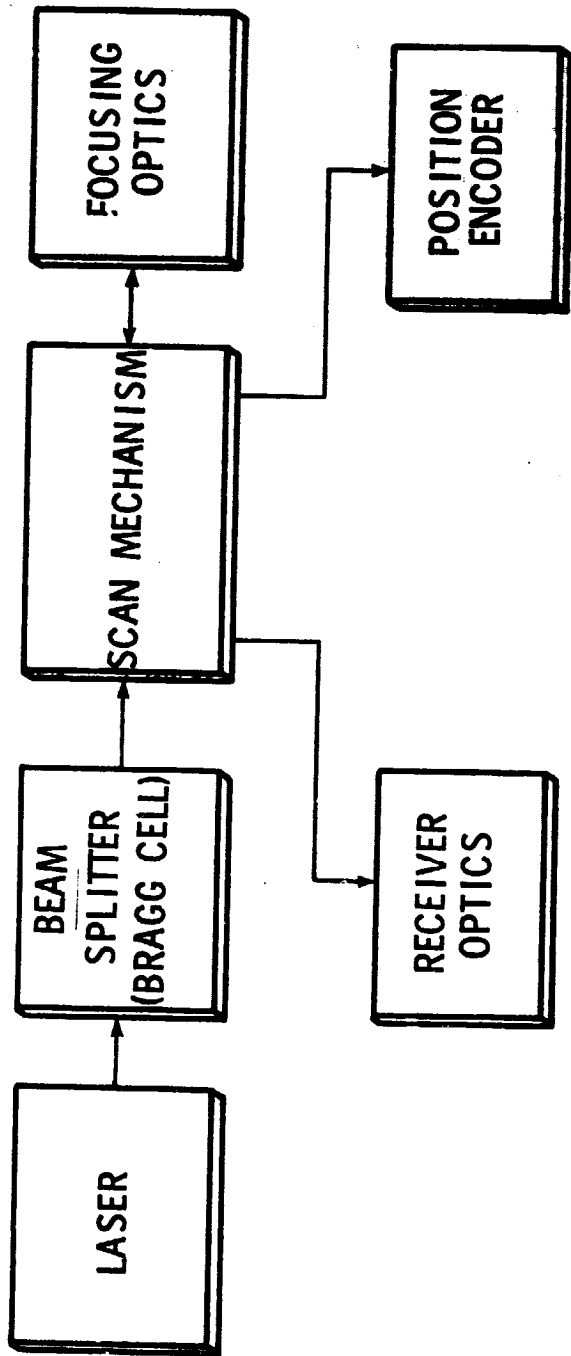 LASER
BEAM
SPLITTER
(BRAGG CELL)
SCAN MECHANISM
FOCUSING
OPTICS
RECEIVER
OPTICS
POSITION
ENCODER